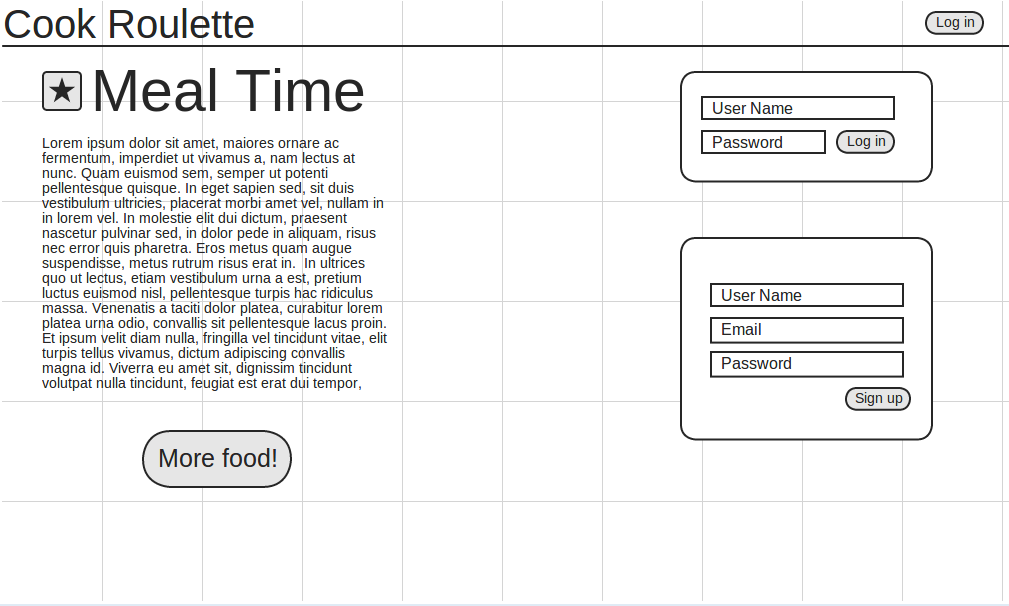 Cook Roulette
Log in
★ Meal Time
Lorem ipsum dolor sit amet, maiores ornare ac
fermentum, imperdiet ut vivamus a, nam lectus at
nunc. Quam euismod sem, semper ut potenti
pellentesque quisque. In eget sapien sed, sit duis
vestibulum ultricies, placerat morbi amet vel, nullam in
in lorem vel. In molestie elit dui dictum, praesent
nascetur pulvinar sed, in dolor pede in aliquam, risus
nec error quis pharetra. Eros metus quam augue
suspendisse, metus rutrum risus erat in.  In ultrices
quo ut lectus, etiam vestibulum urna a est, pretium
luctus euismod nisl, pellentesque turpis hac ridiculus
massa. Venenatis a taciti dolor platea, curabitur lorem
platea urna odio, convallis sit pellentesque lacus proin.
Et ipsum velit diam nulla, fringilla vel tincidunt vitae, elit
turpis tellus vivamus, dictum adipiscing convallis
magna id. Viverra eu amet sit, dignissim tincidunt
volutpat nulla tincidunt, feugiat est erat dui tempor,
More food!
User Name
Password
Log in
User Name
Email
Password
Sign up